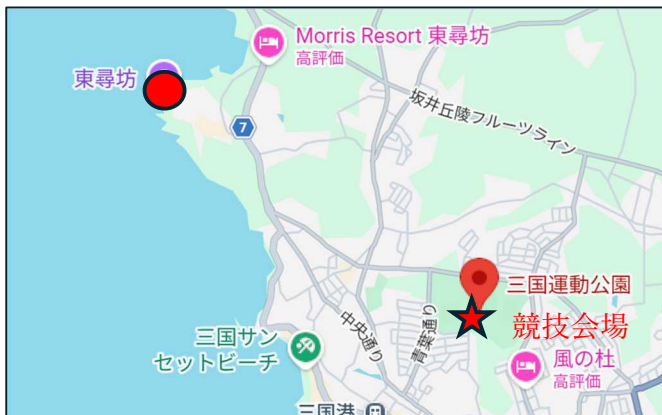 Morris Resort 東尋坊
高評価
東尋坊
坂井丘陵フルーツライン
7
三国運動公園
競技会場
中央通り
青葉通り
三国サン
セットビーチ
風の杜
高評価
三国港